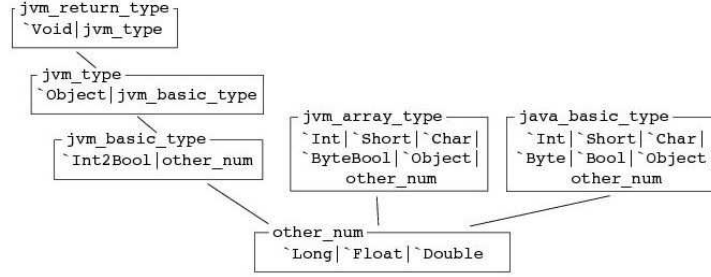 jvm_return_type
`Void|jvm_type
jvm_type
`Object|jvm_basic_type
jvm_basic_type
`Int2Bool|other_num
jvm_array_type
`Int|`Short|`Char|
`ByteBool|`Object|
other_num
java_basic_type
`Int|`Short|`Char|
`Byte|`Bool|`Object
other_num
other_num
`Long|`Float|`Double